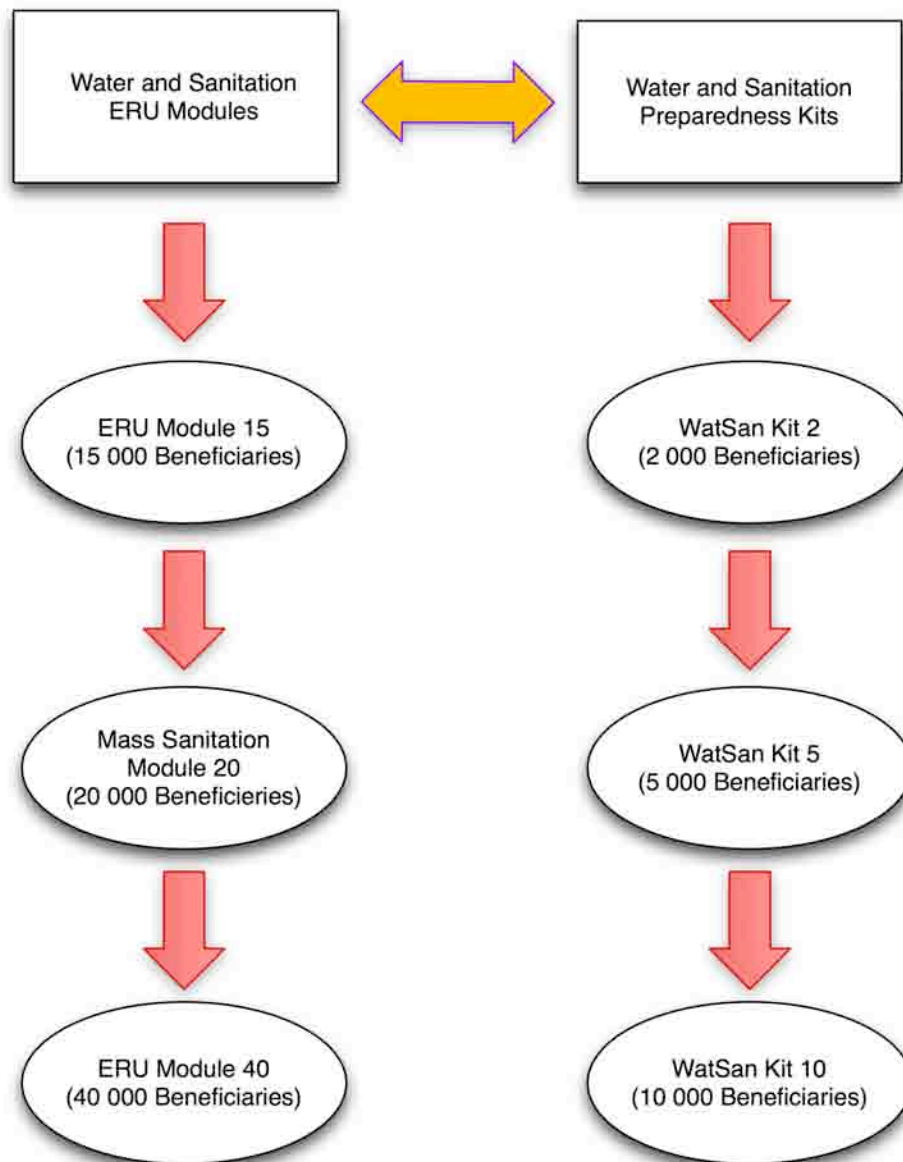 Water and Sanitation
ERU Modules
Water and Sanitation
Preparedness Kits
ERU Module 15
(15 000 Beneficiaries)
WatSan Kit 2
(2 000 Beneficiaries)
Mass Sanitation
Module 20
(20 000 Beneficieries)
WatSan Kit 5
(5 000 Beneficiaries)
ERU Module 40
(40 000 Beneficiaries)
WatSan Kit 10
(10 000 Beneficiaries)